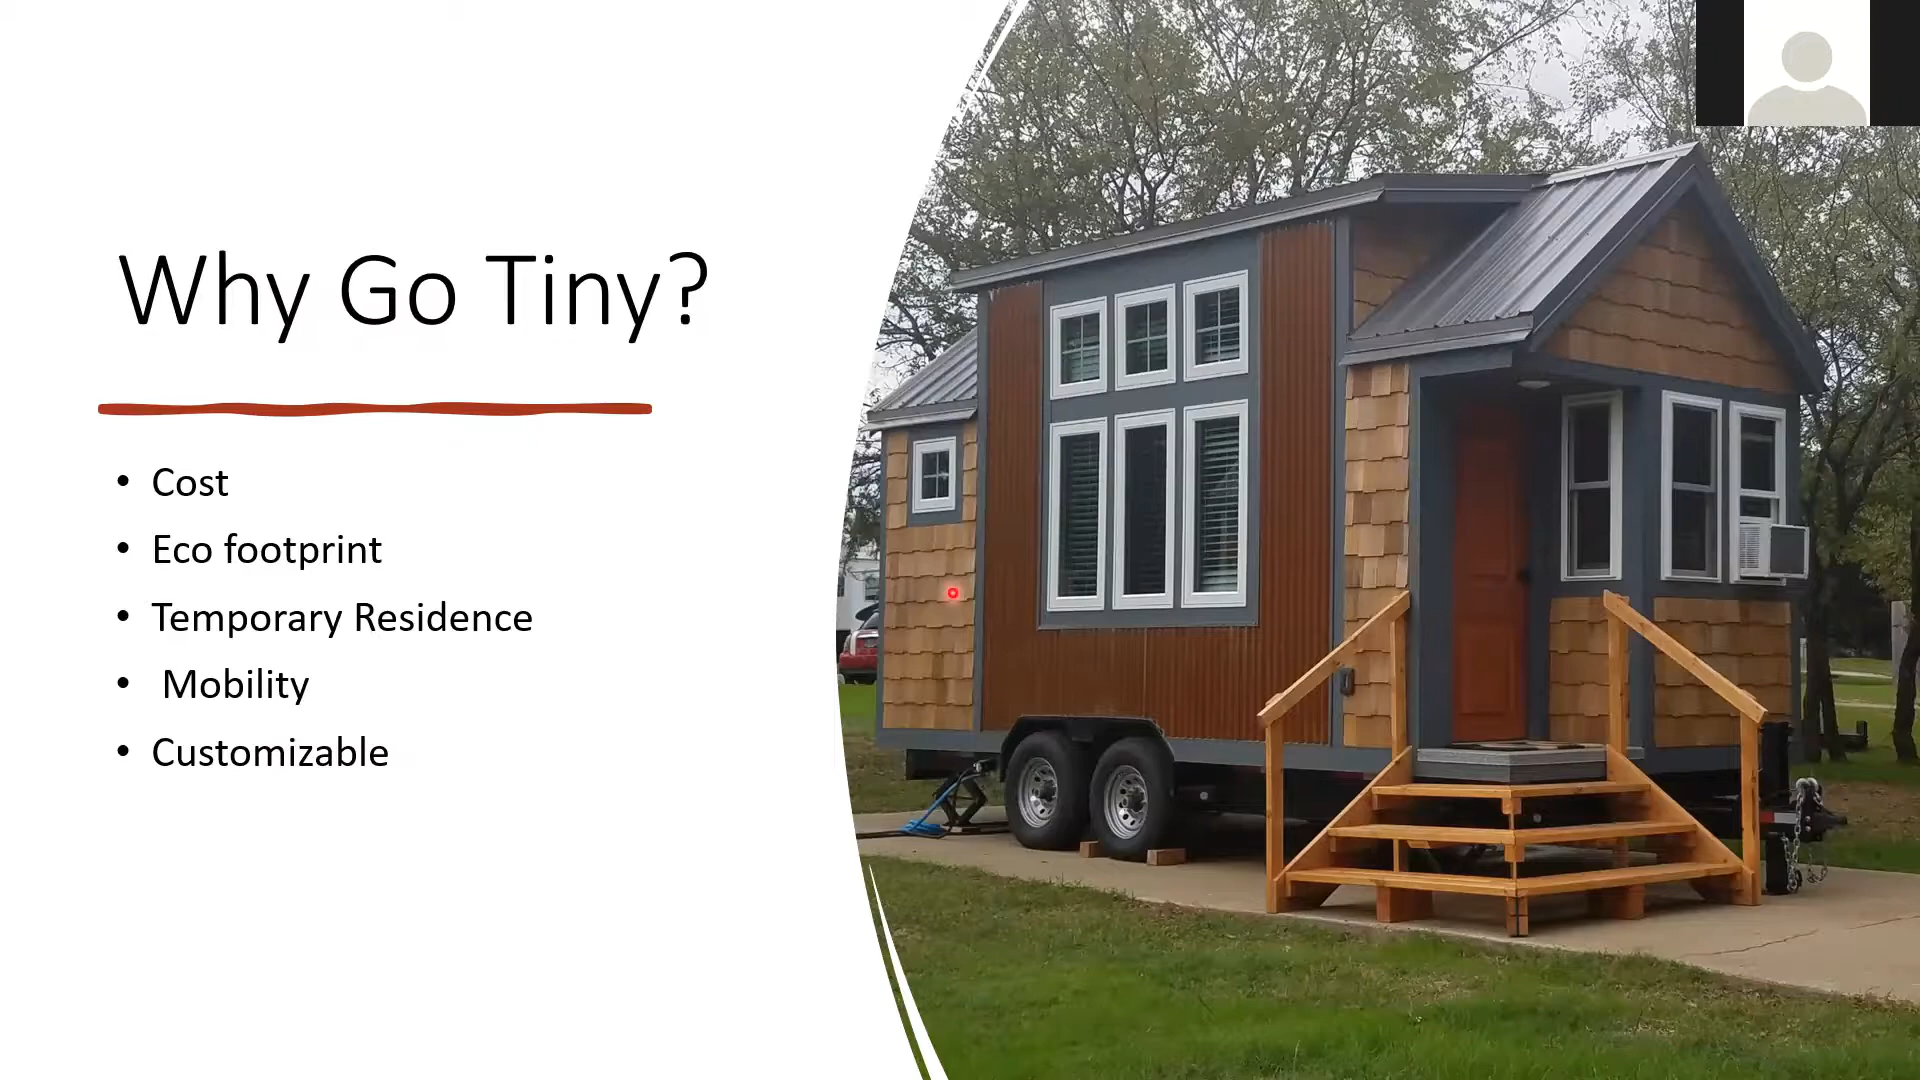 Why Go Tiny?
• Cost
• Eco footprint
• Temporary Residence
• Mobility
• Customizable